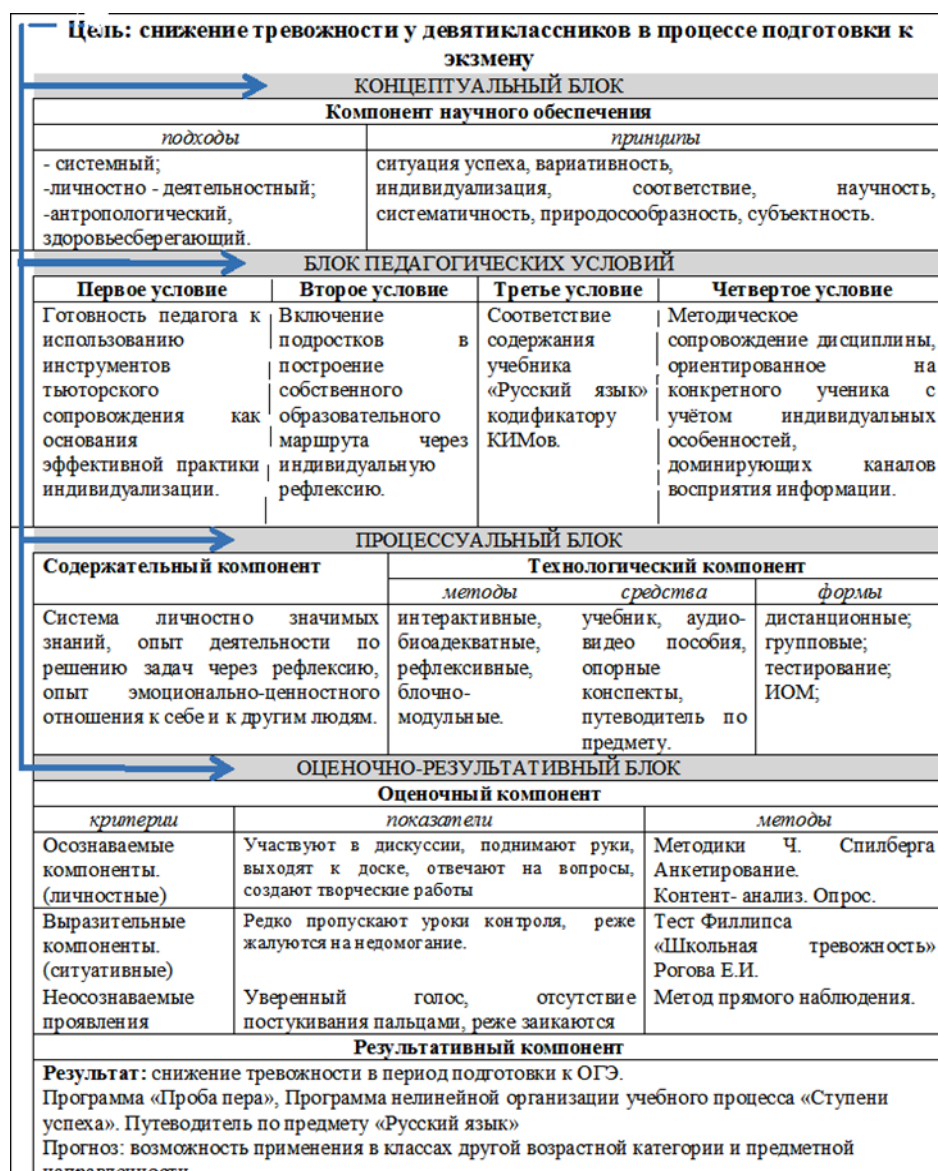 Цель: снижение тревожности у девятиклассников в процессе подготовки к
экзмену
КОНЦЕПТУАЛЬНЫЙ БЛОК
Компонент научного обеспечения
подходы
принципы
- системный;
-личностно - деятельностный;
-антропологический,
здоровьесберегающий.
ситуация успеха, вариативность,
индивидуализация, соответствие, научность,
систематичность, природосообразность, субъектность.
БЛОК ПЕДАГОГИЧЕСКИХ УСЛОВИЙ
Первое условие
Готовность педагога к
использованию
инструментов
тьюторского
сопровождения как
основания
эффективной практики
индивидуализации.
Второе условие
Включение
подростков в
построение
собственного
образовательного
маршрута через
индивидуальную
рефлексию.
Третье условие
Соответствие
содержания
учебника
«Русский язык»
кодификатору
КИМов.
Четвертое условие
Методическое
сопровождение дисциплины,
ориентированное на
конкретного ученика с
учётом индивидуальных
особенностей,
доминирующих каналов
восприятия информации.
ПРОЦЕССУАЛЬНЫЙ БЛОК
Содержательный компонент
Система личностно значимых
знаний, опыт деятельности по
решению задач через рефлексию,
опыт эмоционально-ценностного
отношения к себе и к другим людям.
Технологический компонент
методы
интерактивные,
биоадекватные,
рефлексивные,
блочно-
модульные.
средства
учебник, аудио-
видео пособия,
опорные
конспекты,
путеводитель по
предмету.
формы
дистанционные;
групповые;
тестирование;
ИОМ;
ОЦЕНОЧНО-РЕЗУЛЬТАТИВНЫЙ БЛОК
Оценочный компонент
критерии
показатели
методы
Осознаваемые
компоненты.
(личностные)
Участвуют в дискуссии, поднимают руки,
выходят к доске, отвечают на вопросы,
создают творческие работы
Методики Ч. Спилберга
Анкетирование.
Контент- анализ. Опрос.
Выразительные
компоненты.
(ситуативные)
Редко пропускают уроки контроля, реже
жалуются на недомогание.
Тест Филлипса
«Школьная тревожность»
Рогова Е.И.
Неосознаваемые
проявления
Уверенный голос, отсутствие
постукивания пальцами, реже заикаются
Метод прямого наблюдения.
Результативный компонент
Результат: снижение тревожности в период подготовки к ОГЭ.
Программа «Проба пера», Программа нелинейной организации учебного процесса «Ступени
успеха». Путеводитель по предмету «Русский язык»
Прогноз: возможность применения в классах другой возрастной категории и предметной